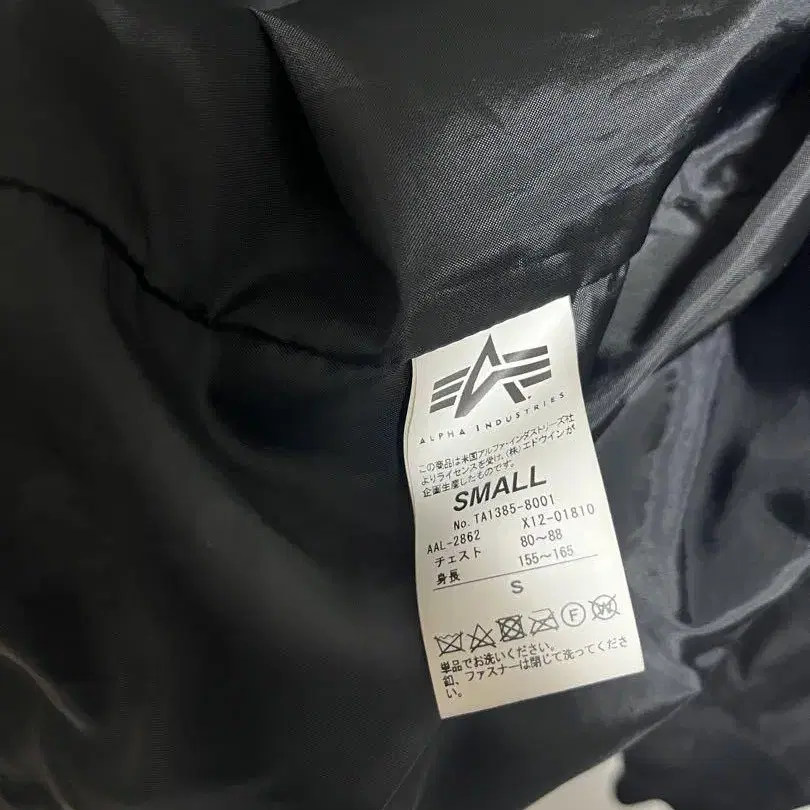 ALPHA INDUSTRIES
この商品は米国アルファ・インダストリーズ社
よりライセンスを受け、(株)エドウインが
企画生産したものです。
SMALL
No. TA1385-8001
AAL-2862 X12-01810
チェスト 80〜88
身長 155〜165
S
F W
単品でお洗いください。
釦、ファスナーは閉じて洗ってくださ
い。